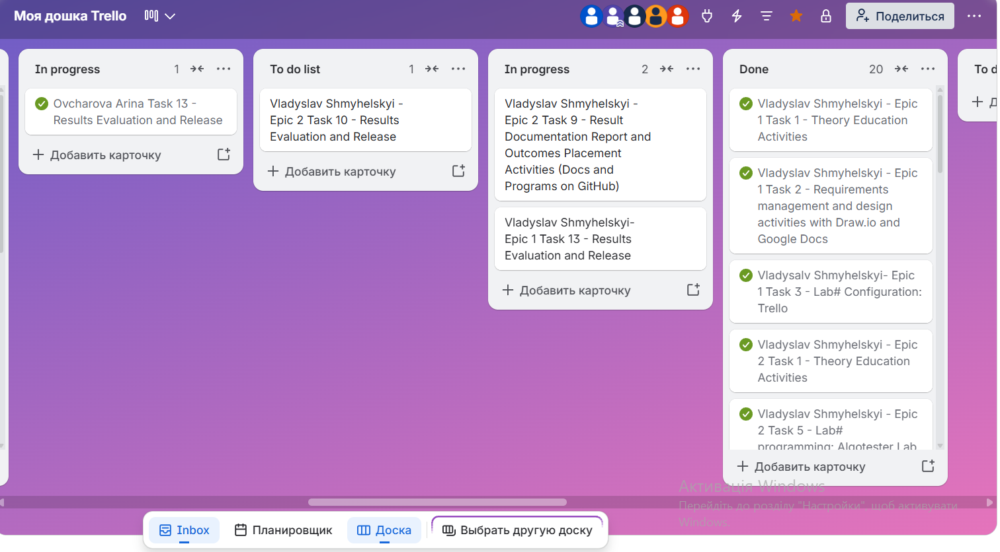 Моя дошка Trello
Поделиться
In progress
1
Ovcharova Arina Task 13 -
Results Evaluation and Release
Добавить карточку
To do list
1
Vladyslav Shmyhelskyi -
Epic 2 Task 10 - Results
Evaluation and Release
Добавить карточку
In progress
2
Vladyslav Shmyhelskyi -
Epic 2 Task 9 - Result
Documentation Report and
Outcomes Placement
Activities (Docs and
Programs on GitHub)
Vladyslav Shmyhelskyi-
Epic 1 Task 13 - Results
Evaluation and Release
Добавить карточку
Done
20
Vladyslav Shmyhelskyi - Epic
1 Task 1 - Theory Education
Activities
Vladyslav Shmyhelskyi - Epic
1 Task 2 - Requirements
management and design
activities with Draw.io and
Google Docs
Vladysalv Shmyhelskyi- Epic
1 Task 3 - Lab# Configuration:
Trello
Vladyslav Shmyhelskyi - Epic
2 Task 1 - Theory Education
Activities
Vladyslav Shmyhelskyi - Epic
2 Task 5 - Lab#
programming: Algotester Lab
Добавить карточку
To d
Активація Windows
Перейдіть до розділу "Настройки", щоб активувати
Windows.
Inbox
Планировщик
Доска
Выбрать другую доску